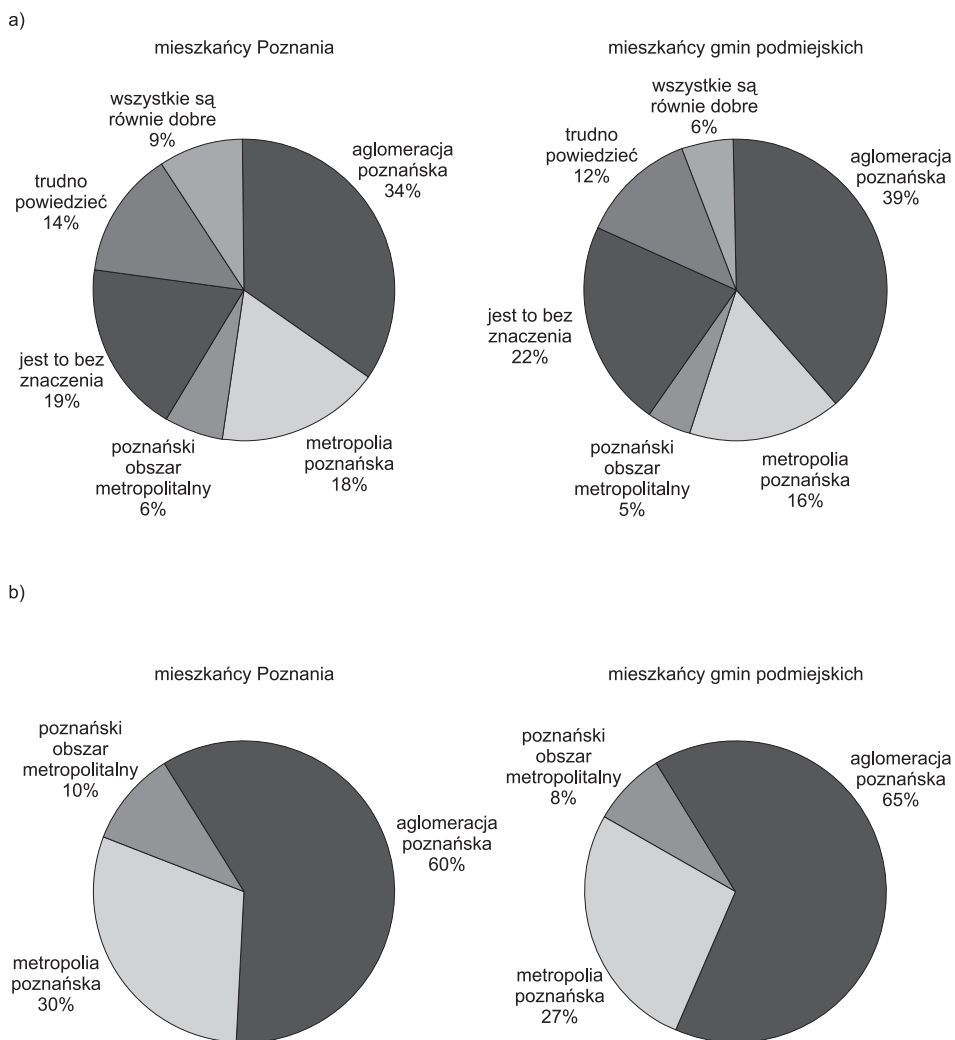 a)
mieszkańcy Poznania
wszystkie są
równie dobre
9%
aglomeracja
poznańska
34%
trudno
powiedzieć
14%
jest to bez
znaczenia
19%
poznański
obszar
metropolitalny
6%
metropolia
poznańska
18%
mieszkańcy gmin podmiejskich
wszystkie są
równie dobre
6%
trudno
powiedzieć
12%
aglomeracja
poznańska
39%
jest to bez
znaczenia
22%
poznański
obszar
metropolitalny
5%
metropolia
poznańska
16%
b)
mieszkańcy Poznania
poznański
obszar
metropolitalny
10%
aglomeracja
poznańska
60%
metropolia
poznańska
30%
mieszkańcy gmin podmiejskich
poznański
obszar
metropolitalny
8%
aglomeracja
poznańska
65%
metropolia
poznańska
27%